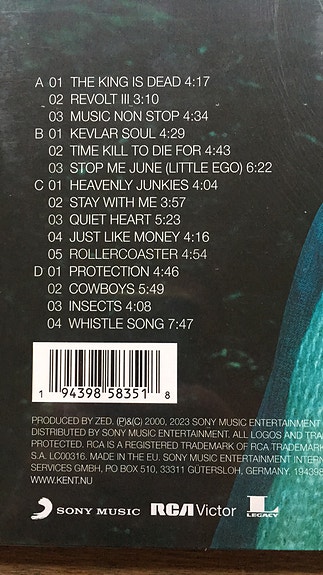 A 01 THE KING IS DEAD 4:17
02 REVOLT III 3:10
03 MUSIC NON STOP 4:34
B 01 KEVLAR SOUL 4:29
02 TIME KILL TO DIE FOR 4:43
03 STOP ME JUNE (LITTLE EGO) 6:22
C 01 HEAVENLY JUNKIES 4:04
02 STAY WITH ME 3:57
03 QUIET HEART 5:23
04 JUST LIKE MONEY 4:16
05 ROLLERCOASTER 4:54
D 01 PROTECTION 4:46
02 COWBOYS 5:49
03 INSECTS 4:08
04 WHISTLE SONG 7:47
1 94398 58351 8
PRODUCED BY ZED. (P)&(C) 2000, 2023 SONY MUSIC ENTERTAINMENT
DISTRIBUTED BY SONY MUSIC ENTERTAINMENT. ALL LOGOS AND TRA
PROTECTED. RCA IS A REGISTERED TRADEMARK OF RCA TRADEMAR
S.A. LC00316. MADE IN THE EU. SONY MUSIC ENTERTAINMENT INTER
SERVICES GMBH, PO BOX 510, 33311 GÜTERSLOH, GERMANY, 194398
WWW.KENT.NU
SONY MUSIC RCA Victor L LEGACY